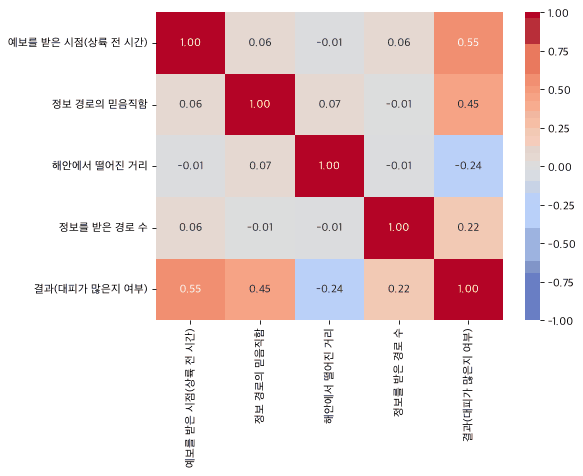 예보를 받은 시점(상륙 전 시간)
1.00 0.06 -0.01 0.06 0.55
정보 경로의 믿음직함
0.06 1.00 0.07 -0.01 0.45
해안에서 떨어진 거리
-0.01 0.07 1.00 -0.01 -0.24
정보를 받은 경로 수
0.06 -0.01 -0.01 1.00 0.22
결과(대피가 많은지 여부)
0.55 0.45 -0.24 0.22 1.00
예보를 받은 시점(상륙 전 시간)
정보 경로의 믿음직함
해안에서 떨어진 거리
정보를 받은 경로 수
결과(대피가 많은지 여부)
1.00
0.75
0.50
0.25
0.00
-0.25
-0.50
-0.75
-1.00